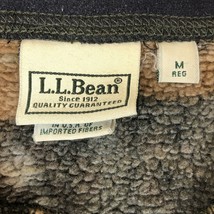 L.L.Bean
Since 1912
QUALITY GUARANTEED
IN U.S.A. OF
IMPORTED FIBERS
M
REG